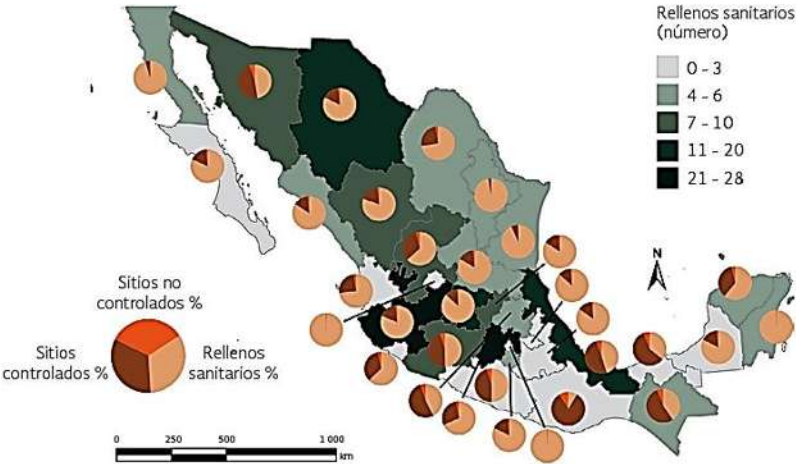 Rellenos sanitarios
(número)
0 - 3
4 - 6
7 - 10
11 - 20
21 - 28
N
Sitios no
controlados %
Sitios
controlados %
Rellenos
sanitarios %
0 250 500 1 000
km